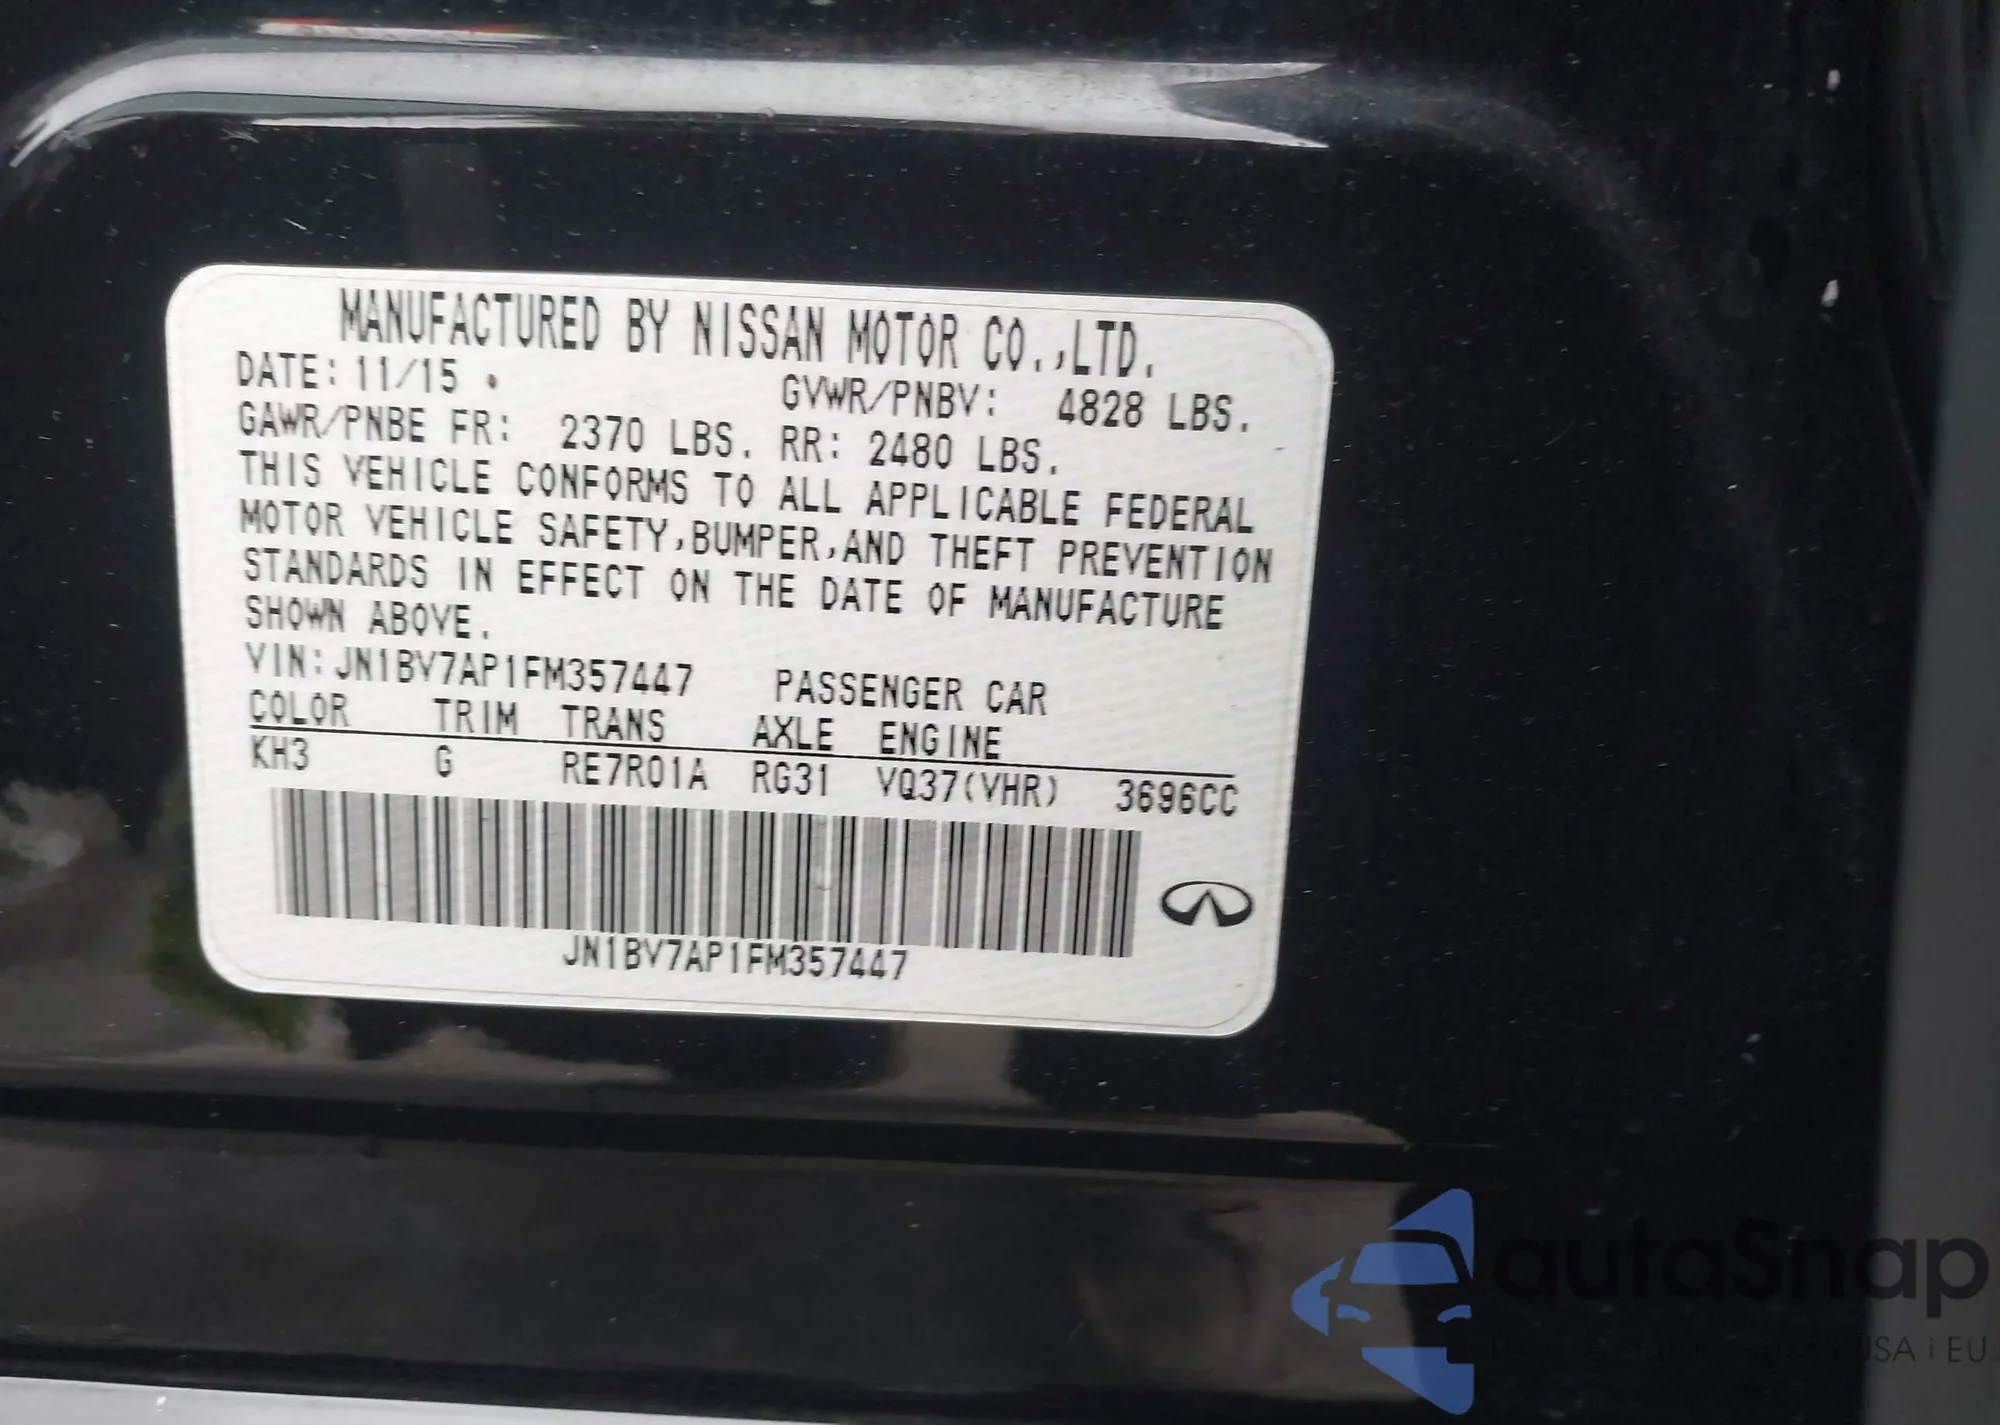 MANUFACTURED BY NISSAN MOTOR CO.,LTD.
DATE: 11/15 GVWR/PNBV: 4828 LBS.
GAWR/PNBE FR: 2370 LBS. RR: 2480 LBS.
THIS VEHICLE CONFORMS TO ALL APPLICABLE FEDERAL
MOTOR VEHICLE SAFETY,BUMPER,AND THEFT PREVENTION
STANDARDS IN EFFECT ON THE DATE OF MANUFACTURE
SHOWN ABOVE.
VIN: JN1BV7AP1FM357447 PASSENGER CAR
COLOR TRIM TRANS AXLE ENGINE
KH3 G RE7R01A RG31 VQ37(VHR) 3696CC
JN1BV7AP1FM357447
autaSnap
USA i EU